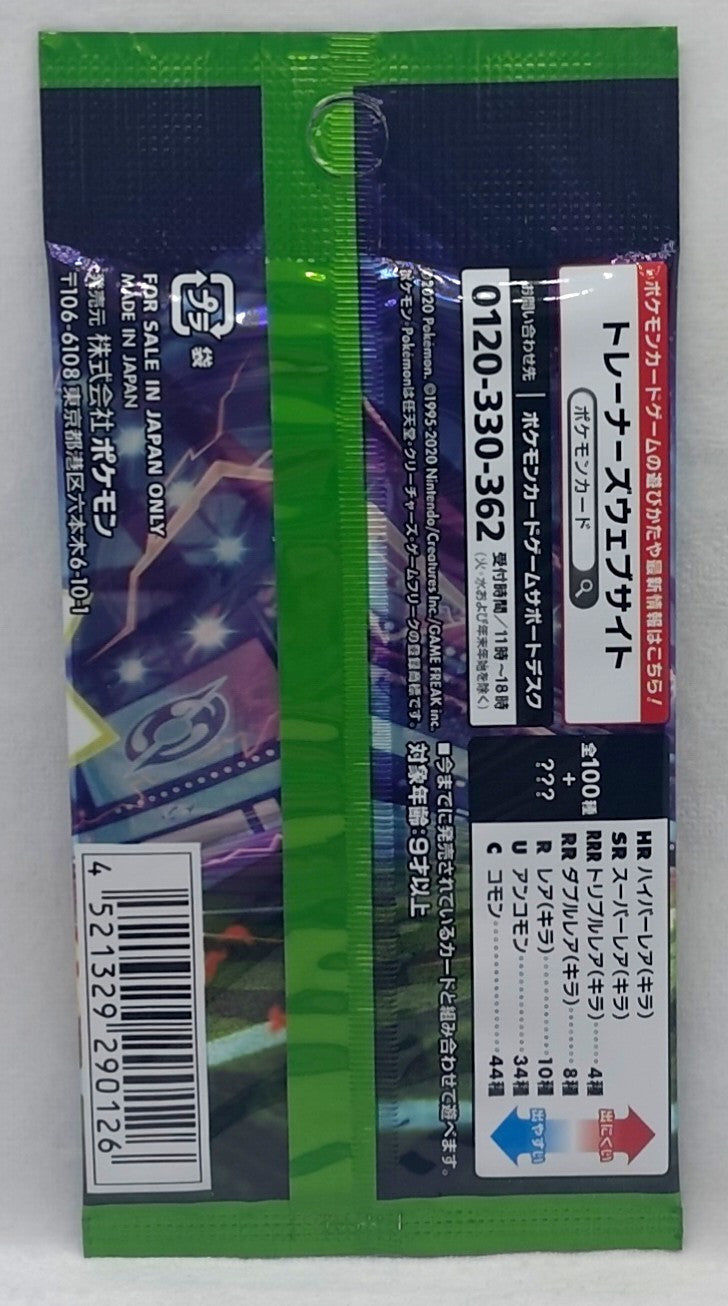 ポケモンカードゲームの遊びかたや最新情報はこちら!
トレーナーズウェブサイト
ポケモンカード
お問い合わせ先 ポケモンカードゲームサポートデスク
0120-330-362 受付時間/11時~18時
(火・水および年末年始を除く)
©2020 Pokémon. ©1995-2020 Nintendo/Creatures Inc./GAME FREAK inc.
ポケモン・Pokémonは任天堂・クリーチャーズ・ゲームフリークの登録商標です。
全100種
+
???
HR ハイパーレア(キラ)
SR スーパーレア(キラ)
RRR トリプルレア(キラ)……4種
RR ダブルレア(キラ)……8種
R レア(キラ)……10種
U アンコモン……34種
C コモン……44種
出にくい
出やすい
■今までに発売されているカードと組み合わせて遊べます。
対象年齢:9才以上
プラ
袋
FOR SALE IN JAPAN ONLY
MADE IN JAPAN
発売元 株式会社ポケモン
〒106-6108 東京都港区六本木6-10-1
4 521329 290126